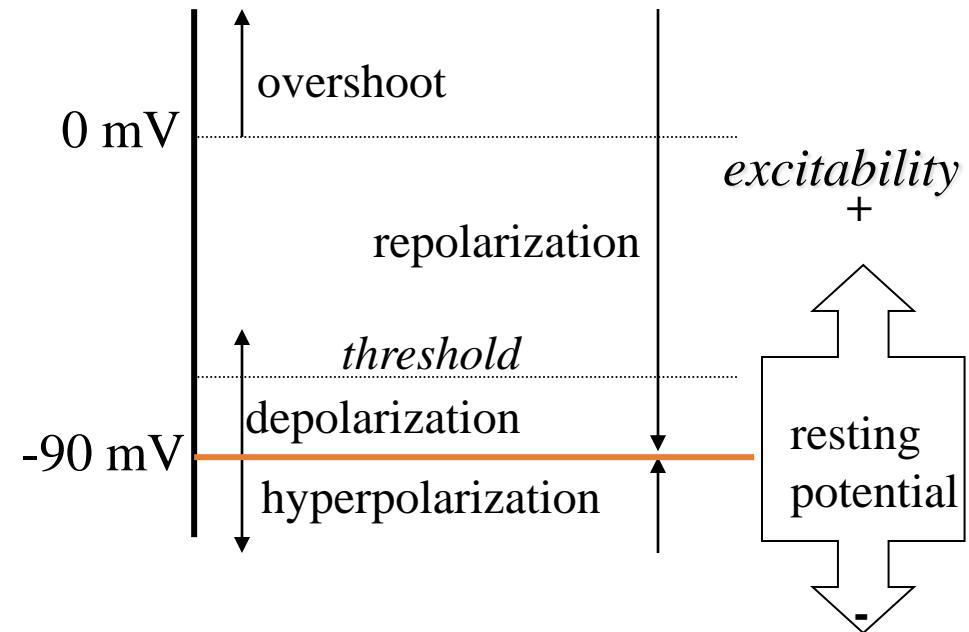 overshoot
0 mV
excitability
+
repolarization
threshold
depolarization
-90 mV
hyperpolarization
resting
potential
-